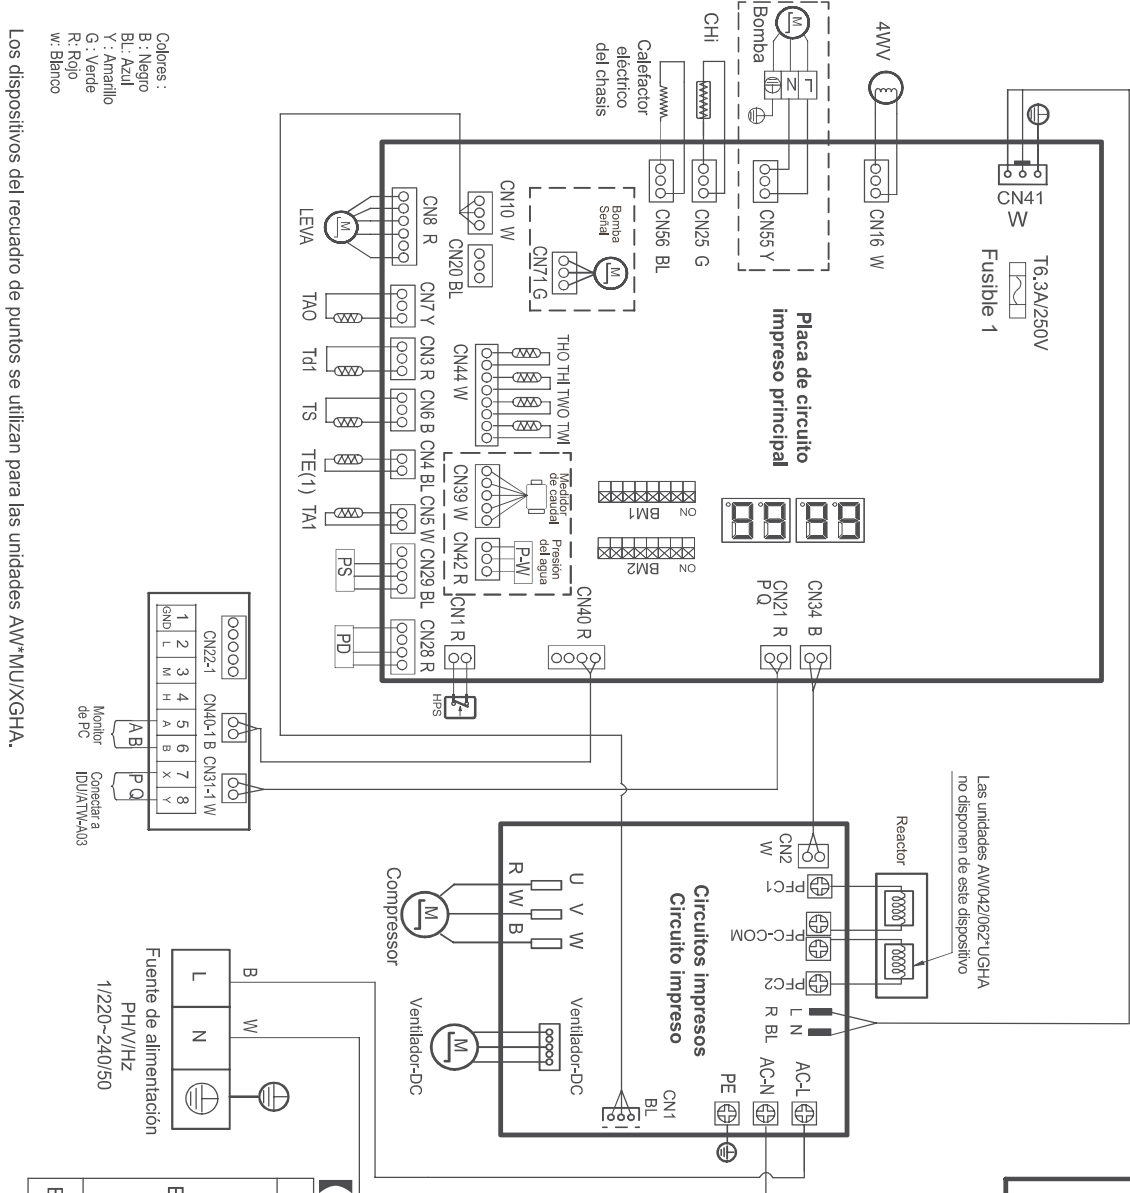 4WV
CN16 W
CN41
W
T6.3A/250V
Fusible 1
Bomba
M
L
N
CN55 Y
CHi
CN25 G
Calefactor
eléctrico
del chasis
CN56 BL
Colores :
B : Negro
BL: Azul
Y : Amarillo
G : Verde
R: Rojo
w: Blanco
Los dispositivos del recuadro de puntos se utilizan para las unidades AW*MU/XGHA.
Placa de circuito
impreso principal
Bomba
Señal
M
CN71 G
CN10 W
CN20 BL
CN8 R
M
LEVA
CN7 Y
TAO
CN3 R
Td1
CN6 B
TS
CN4 BL
TE(1)
CN5 W
TA1
CN29 BL
PS
CN28 R
PD
CN1 R
HPS
THO THI TWO TWI
CN44 W
Medidor
de caudal
CN39 W
Presión
del agua
P-W
CN42 R
BM1
ON
BM2
ON
CN40 R
CN21 R
P Q
CN34 B
CN22-1
CN40-1 B
CN31-1 W
1 2 3 4 5 6 7 8
GND L M H A B X Y
A B
P Q
Monitor
de PC
Conectar a
IDU/ATW-A03
Las unidades AW042/062*UGHA
no disponen de este dispositivo
Reactor
CN2
W
PFC1
PFC-COM
PFC2
L
N
R
BL
Circuitos impresos
Circuito impreso
U
V
W
R
W
B
M
Compressor
Ventilador-DC
M
Ventilador-DC
CN1
BL
PE
AC-N
AC-L
L
N
B
W
Fuente de alimentación
PH/V/Hz
1/220~240/50